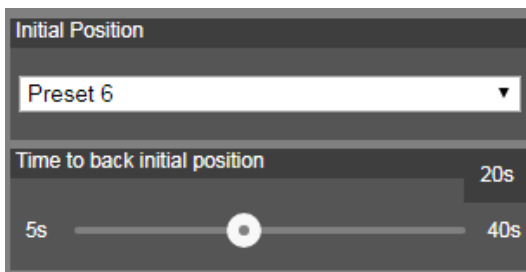 Initial Position
Preset 6
Time to back initial position
20s
5s 40s